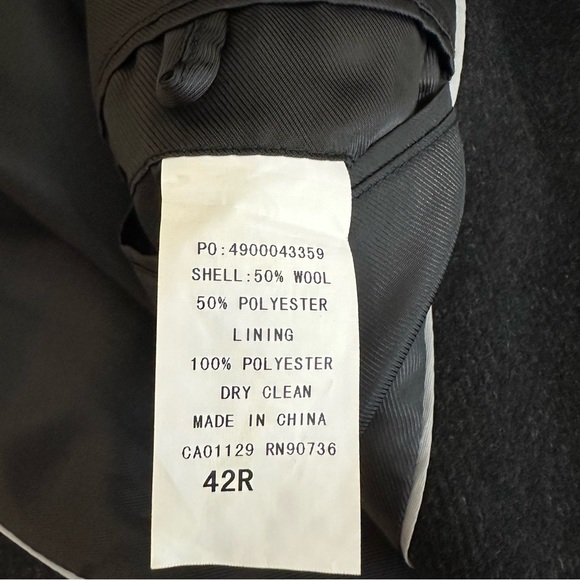 PO:4900043359
SHELL:50% WOOL
50% POLYESTER
LINING
100% POLYESTER
DRY CLEAN
MADE IN CHINA
CA01129 RN90736
42R